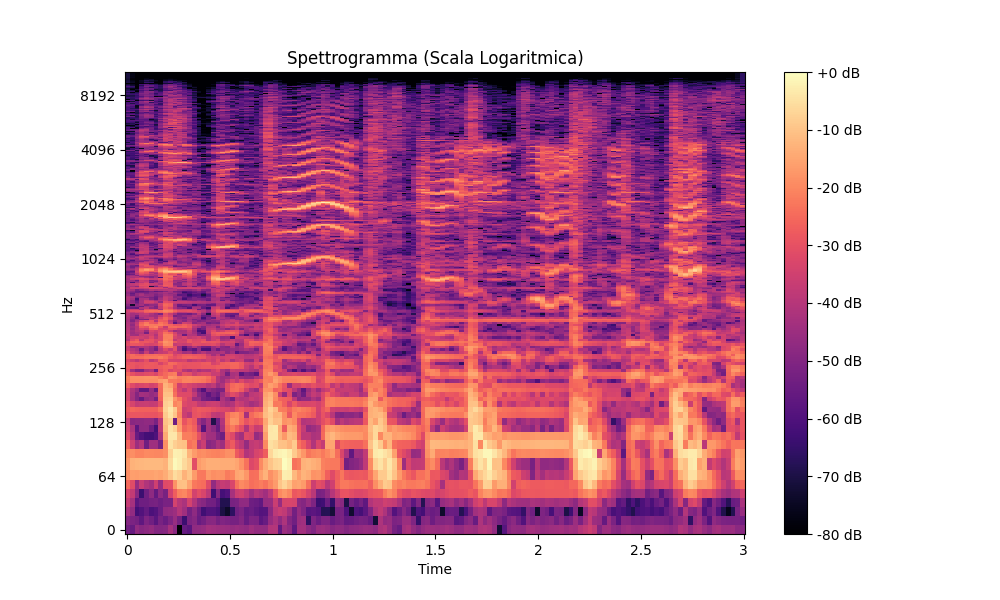 Spettrogramma (Scala Logaritmica)
Hz
8192
4096
2048
1024
512
256
128
64
0
0 0.5 1 1.5 2 2.5 3
Time
+0 dB
-10 dB
-20 dB
-30 dB
-40 dB
-50 dB
-60 dB
-70 dB
-80 dB